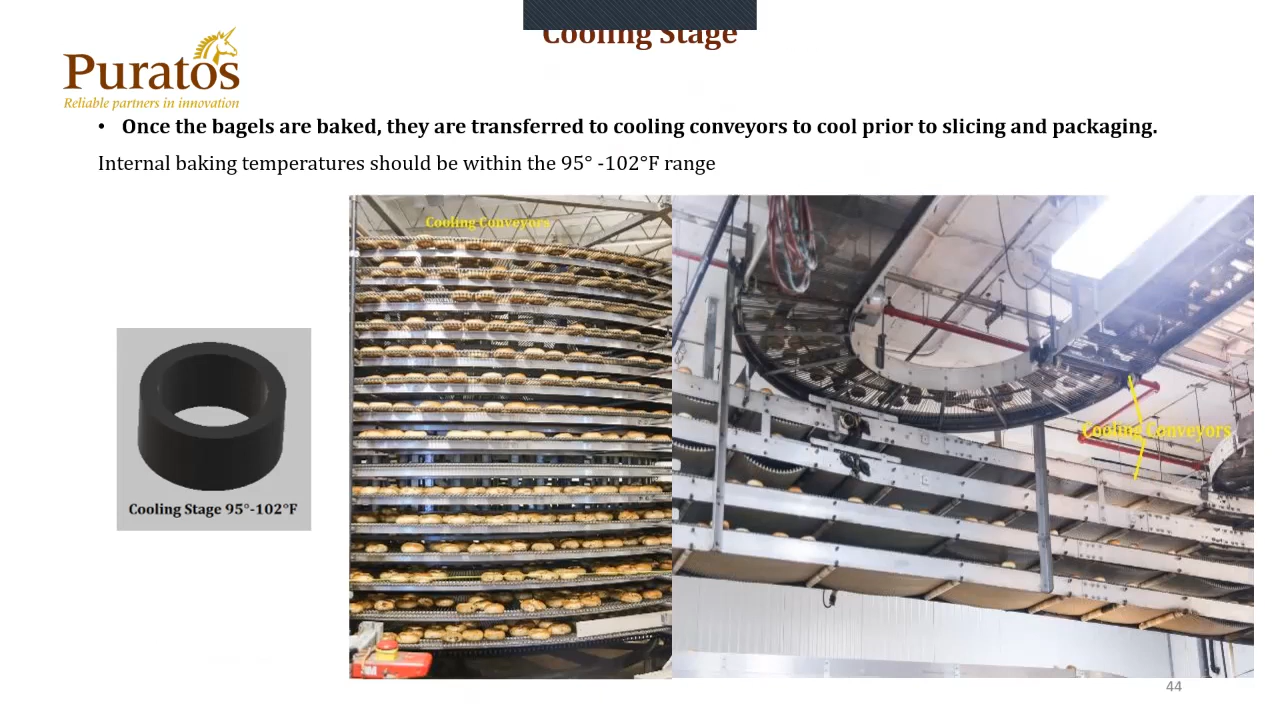 Cooling Stage
Puratos
Reliable partners in innovation
• Once the bagels are baked, they are transferred to cooling conveyors to cool prior to slicing and packaging.
Internal baking temperatures should be within the 95° -102°F range
Cooling Conveyors
Cooling Conveyors
Cooling Stage 95°-102°F
44